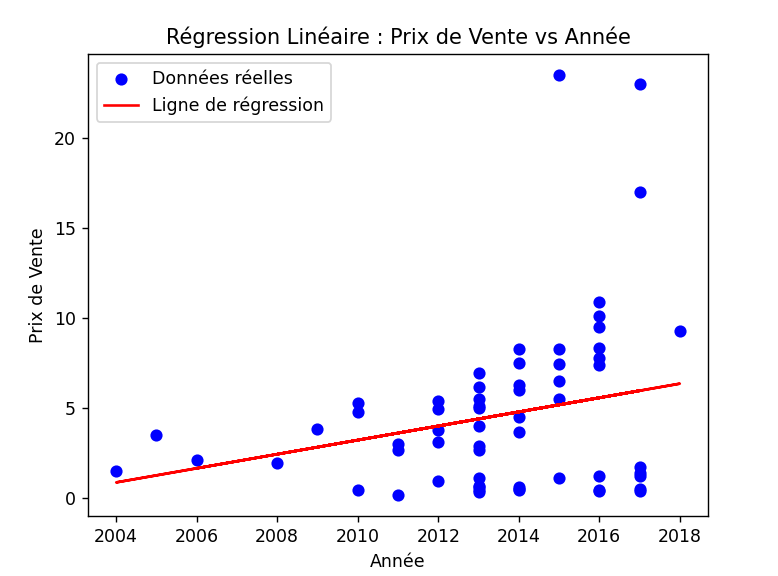 Régression Linéaire : Prix de Vente vs Année
Données réelles
Ligne de régression
Prix de Vente
20
15
10
5
0
2004 2006 2008 2010 2012 2014 2016 2018
Année